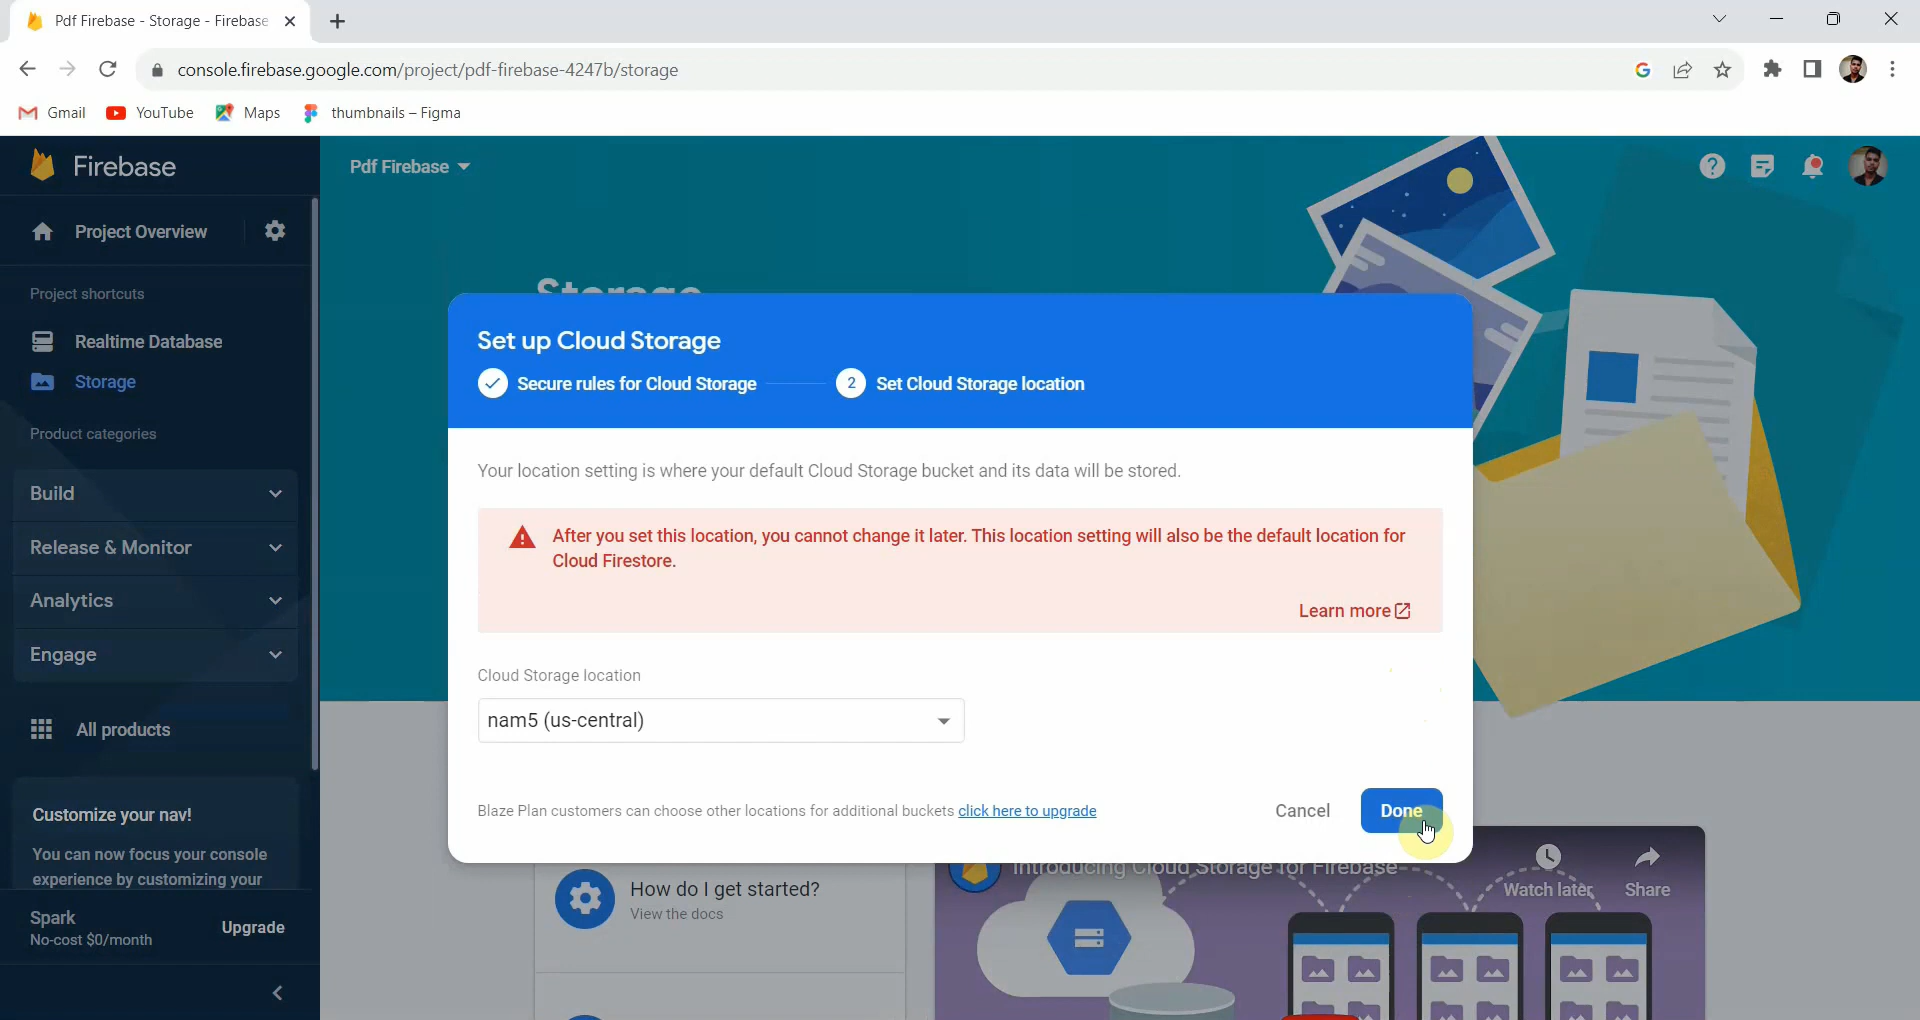 Pdf Firebase - Storage - Firebase
console.firebase.google.com/project/pdf-firebase-4247b/storage
Gmail YouTube Maps thumbnails – Figma
Firebase
Pdf Firebase
Project Overview
Project shortcuts
Realtime Database
Storage
Product categories
Build
Release & Monitor
Analytics
Engage
All products
Customize your nav!
You can now focus your console
experience by customizing your
Spark
No-cost $0/month
Upgrade
Storage
Set up Cloud Storage
Secure rules for Cloud Storage 2 Set Cloud Storage location
Your location setting is where your default Cloud Storage bucket and its data will be stored.
After you set this location, you cannot change it later. This location setting will also be the default location for
Cloud Firestore.
Learn more
Cloud Storage location
nam5 (us-central)
Blaze Plan customers can choose other locations for additional buckets click here to upgrade
Cancel Done
How do I get started?
View the docs
Introducing Cloud Storage for Firebase
Watch later Share